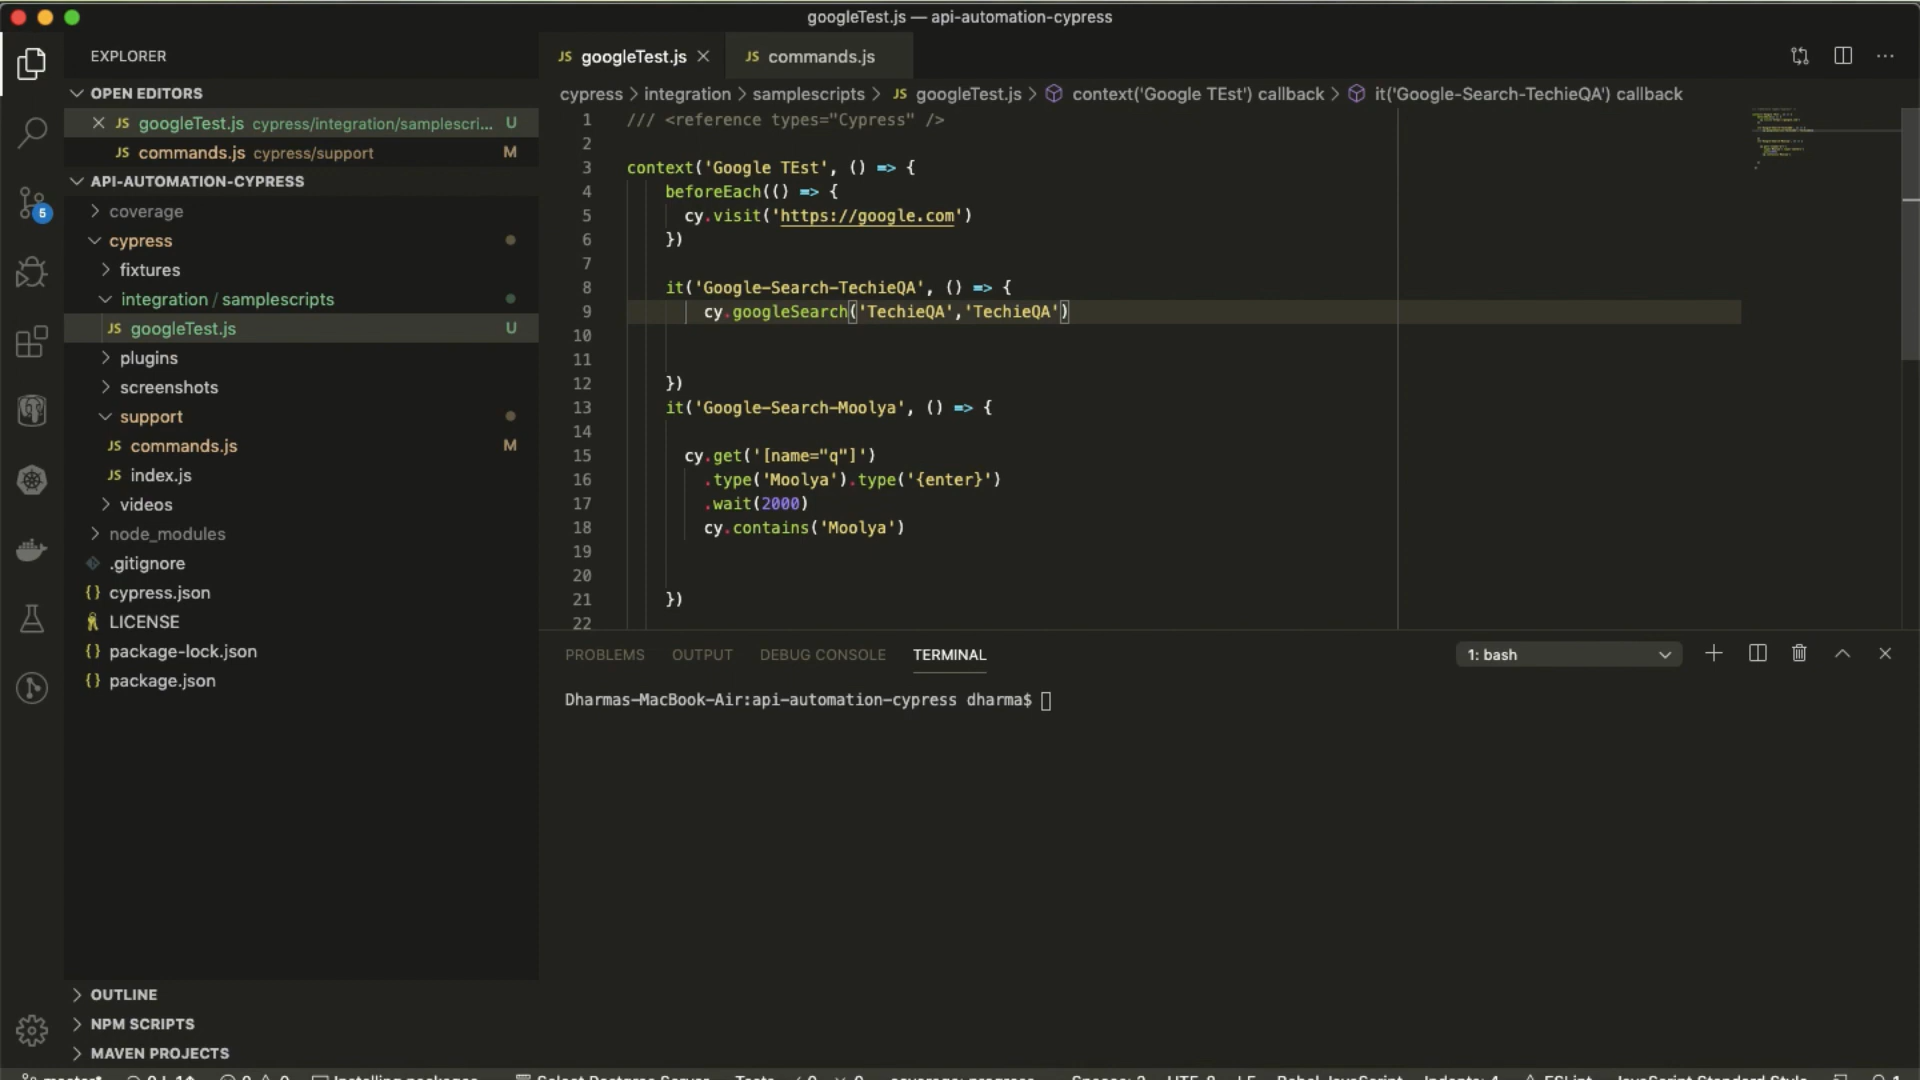 googleTest.js — api-automation-cypress
EXPLORER
OPEN EDITORS
JS googleTest.js cypress/integration/samplescri... U
JS commands.js cypress/support M
API-AUTOMATION-CYPRESS
coverage
cypress
fixtures
integration / samplescripts
JS googleTest.js U
plugins
screenshots
support
JS commands.js M
JS index.js
videos
node_modules
.gitignore
{} cypress.json
LICENSE
{} package-lock.json
{} package.json
OUTLINE
NPM SCRIPTS
MAVEN PROJECTS
5
JS googleTest.js
JS commands.js
cypress > integration > samplescripts > JS googleTest.js > context('Google TEst') callback > it('Google-Search-TechieQA') callback
1 /// <reference types="Cypress" />
2
3 context('Google TEst', () => {
4 beforeEach(() => {
5 cy.visit('https://google.com')
6 })
7
8 it('Google-Search-TechieQA', () => {
9 cy.googleSearch('TechieQA','TechieQA')
10
11
12 })
13 it('Google-Search-Moolya', () => {
14
15 cy.get('[name="q"]')
16 .type('Moolya').type('{enter}')
17 .wait(2000)
18 cy.contains('Moolya')
19
20
21 })
22
PROBLEMS OUTPUT DEBUG CONSOLE TERMINAL 1: bash
Dharmas-MacBook-Air:api-automation-cypress dharma$